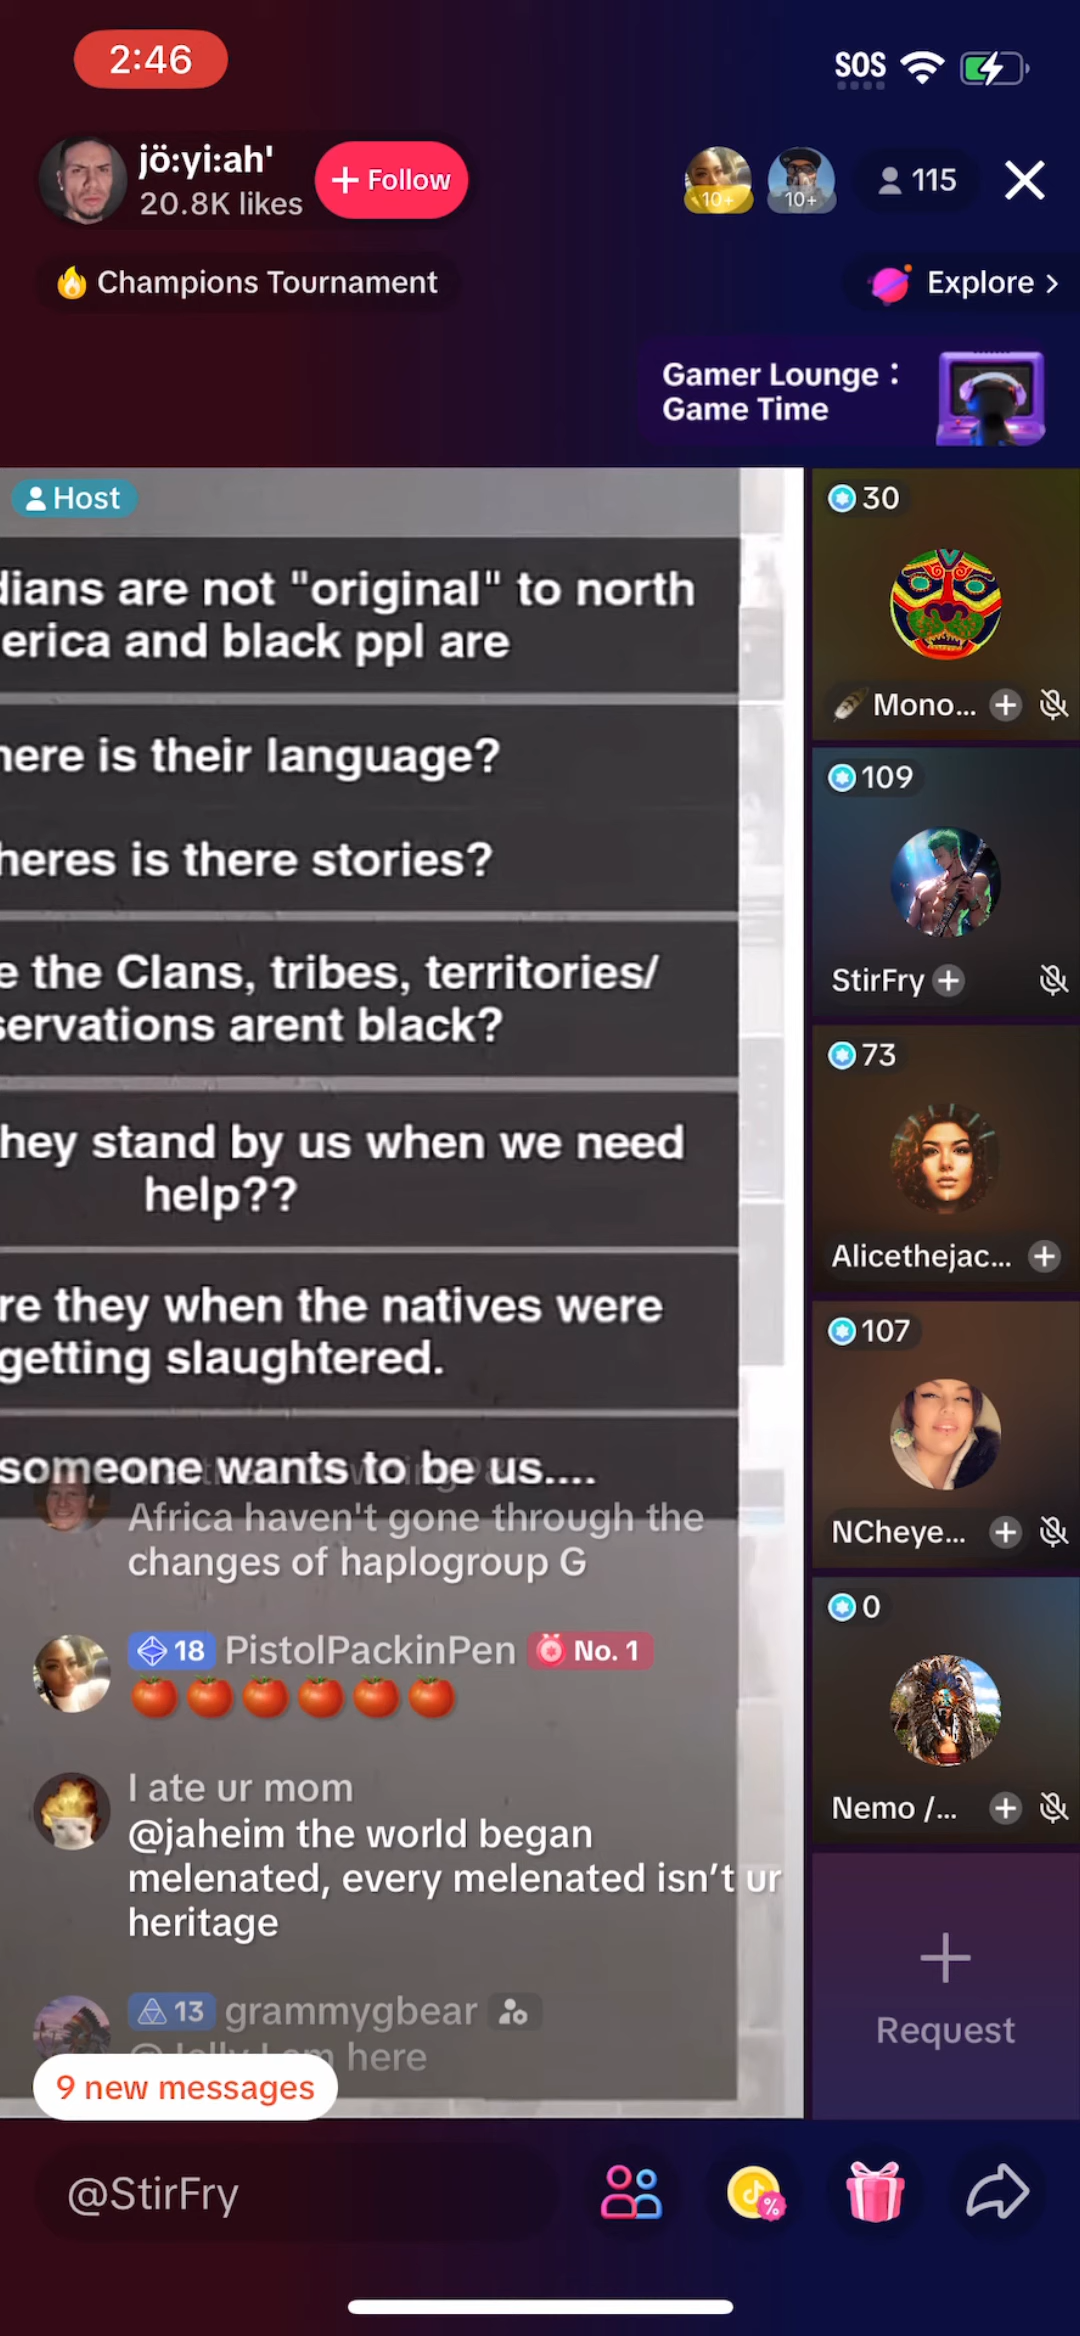 2:46
SOS
jö:yi:ah'
20.8K likes
+ Follow
10+
10+
115
Champions Tournament
Explore >
Gamer Lounge :
Game Time
Host
dians are not "original" to north
erica and black ppl are
here is their language?
heres is there stories?
e the Clans, tribes, territories/
servations arent black?
hey stand by us when we need
help??
re they when the natives were
getting slaughtered.
someone wants to be us....
Africa haven't gone through the
changes of haplogroup G
18 PistolPackinPen No. 1
I ate ur mom
@jaheim the world began
melenated, every melenated isn't ur
heritage
13 grammygbear
@Jelly I am here
9 new messages
30
Mono...
109
StirFry
73
Alicethejac...
107
NCheye...
0
Nemo /...
Request
@StirFry